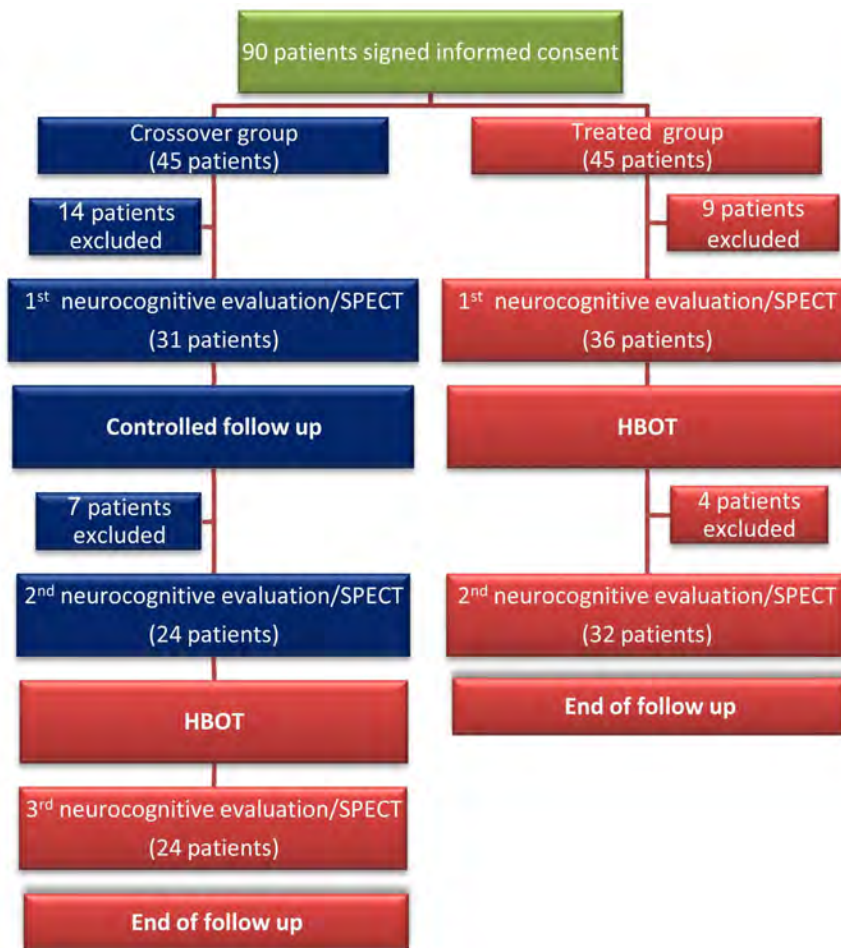 90 patients signed informed consent
Crossover group
(45 patients)
14 patients
excluded
1st neurocognitive evaluation/SPECT
(31 patients)
Controlled follow up
7 patients
excluded
2nd neurocognitive evaluation/SPECT
(24 patients)
HBOT
3rd neurocognitive evaluation/SPECT
(24 patients)
End of follow up
Treated group
(45 patients)
9 patients
excluded
1st neurocognitive evaluation/SPECT
(36 patients)
HBOT
4 patients
excluded
2nd neurocognitive evaluation/SPECT
(32 patients)
End of follow up